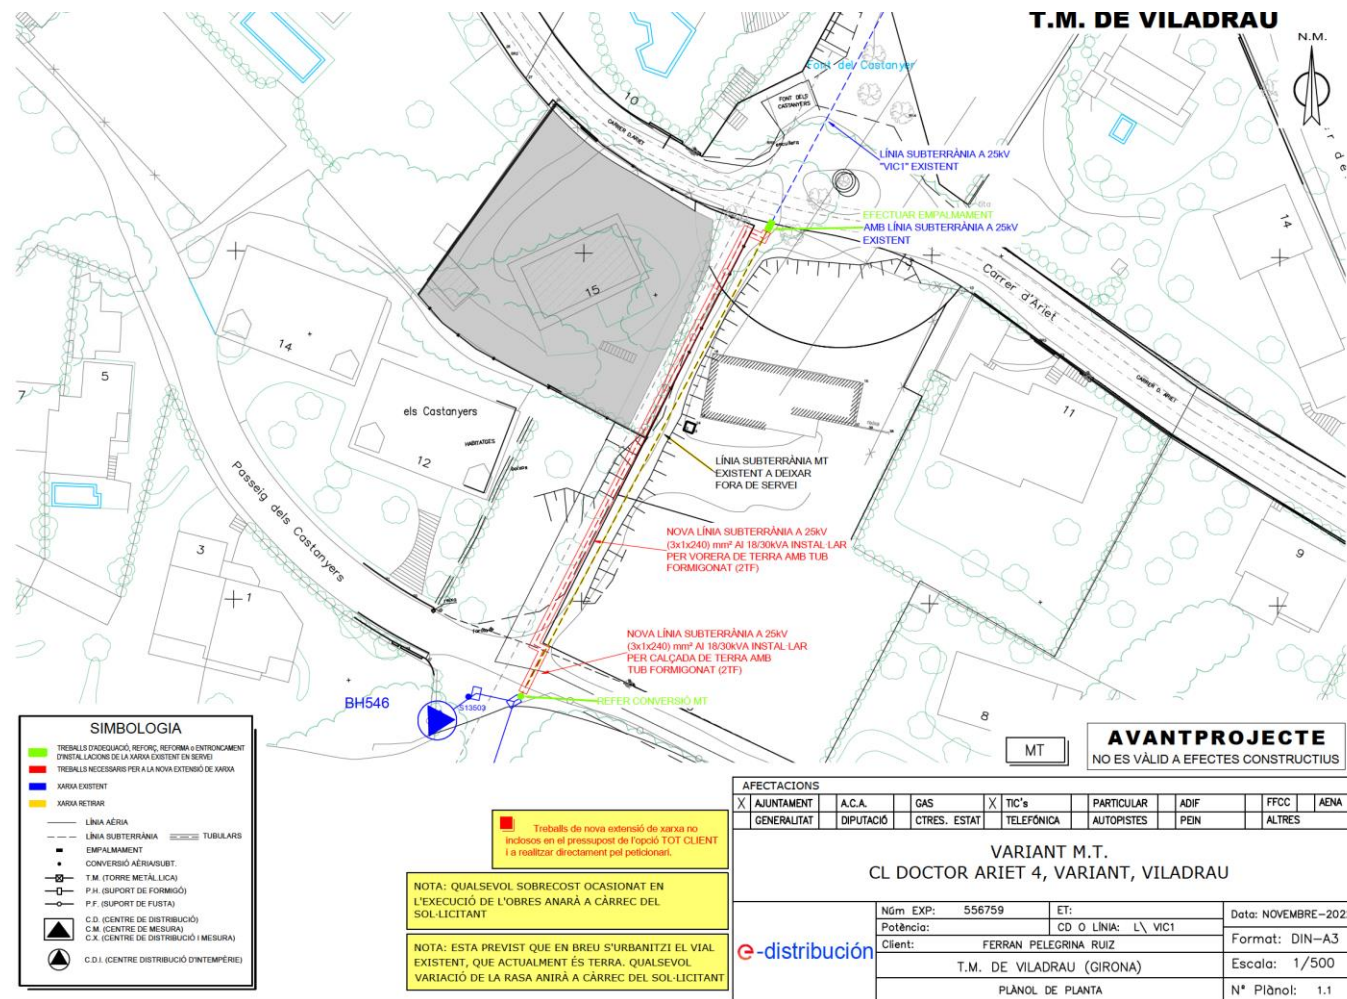 T.M. DE VILADRAU
N.M.
Font del Castanyer
FONT DELS
CASTANYERS
10
CARRER D'ARIET
LÍNIA SUBTERRÀNIA A 25kV
"VIC1" EXISTENT
EFECTUAR EMPALMAMENT
AMB LÍNIA SUBTERRÀNIA A 25kV
EXISTENT
14
Carrer d'Ariet
CARRER D. ARIET
15
14
5
7
els Castanyers
HABITATGES
12
11
9
LÍNIA SUBTERRÀNIA MT
EXISTENT A DEIXAR
FORA DE SERVEI
Passeig dels Castanyers
3
1
NOVA LÍNIA SUBTERRÀNIA A 25kV
(3x1x240) mm² Al 18/30kVA INSTAL·LAR
PER VORERA DE TERRA AMB TUB
FORMIGONAT (2TF)
NOVA LÍNIA SUBTERRÀNIA A 25kV
(3x1x240) mm² Al 18/30kVA INSTAL·LAR
PER CALÇADA DE TERRA AMB
TUB FORMIGONAT (2TF)
BH546
S13503
REFER CONVERSIÓ MT
8
MT
AVANTPROJECTE
NO ES VÀLID A EFECTES CONSTRUCTIUS
SIMBOLOGIA
TREBALLS D'ADEQUACIÓ, REFORÇ, REFORMA o ENTRONCAMENT
D'INSTAL.LACIONS DE LA XARXA EXISTENT EN SERVEI
TREBALLS NECESSARIS PER A LA NOVA EXTENSIÓ DE XARXA
XARXA EXISTENT
XARXA RETIRAR
LÍNIA AÈRIA
LÍNIA SUBTERRÀNIA TUBULARS
EMPALMAMENT
CONVERSIÓ AÈRIA/SUBT.
T.M. (TORRE METÀL.LICA)
P.H. (SUPORT DE FORMIGÓ)
P.F. (SUPORT DE FUSTA)
C.D. (CENTRE DE DISTRIBUCIÓ)
C.M. (CENTRE DE MESURA)
C.X. (CENTRE DE DISTRIBUCIÓ I MESURA)
C.D.I. (CENTRE DISTRIBUCIÓ D'INTEMPÈRIE)
Treballs de nova extensió de xarxa no
inclosos en el pressupost de l'opció TOT CLIENT
i a realitzar directament pel peticionari.
NOTA: QUALSEVOL SOBRECOST OCASIONAT EN
L'EXECUCIÓ DE L'OBRES ANARÀ A CÀRREC DEL
SOL·LICITANT
NOTA: ESTA PREVIST QUE EN BREU S'URBANITZI EL VIAL
EXISTENT, QUE ACTUALMENT ÉS TERRA. QUALSEVOL
VARIACIÓ DE LA RASA ANIRÀ A CÀRREC DEL SOL·LICITANT
AFECTACIONS
X AJUNTAMENT A.C.A. GAS X TIC's PARTICULAR ADIF FFCC AENA
GENERALITAT DIPUTACIÓ CTRES. ESTAT TELEFÒNICA AUTOPISTES PEIN ALTRES
VARIANT M.T.
CL DOCTOR ARIET 4, VARIANT, VILADRAU
e-distribución
Núm EXP: 556759 ET:
Potència: CD O LÍNIA: L\ VIC1
Client: FERRAN PELEGRINA RUIZ
T.M. DE VILADRAU (GIRONA)
PLÀNOL DE PLANTA
Data: NOVEMBRE-202
Format: DIN-A3
Escala: 1/500
N° Plànol: 1.1